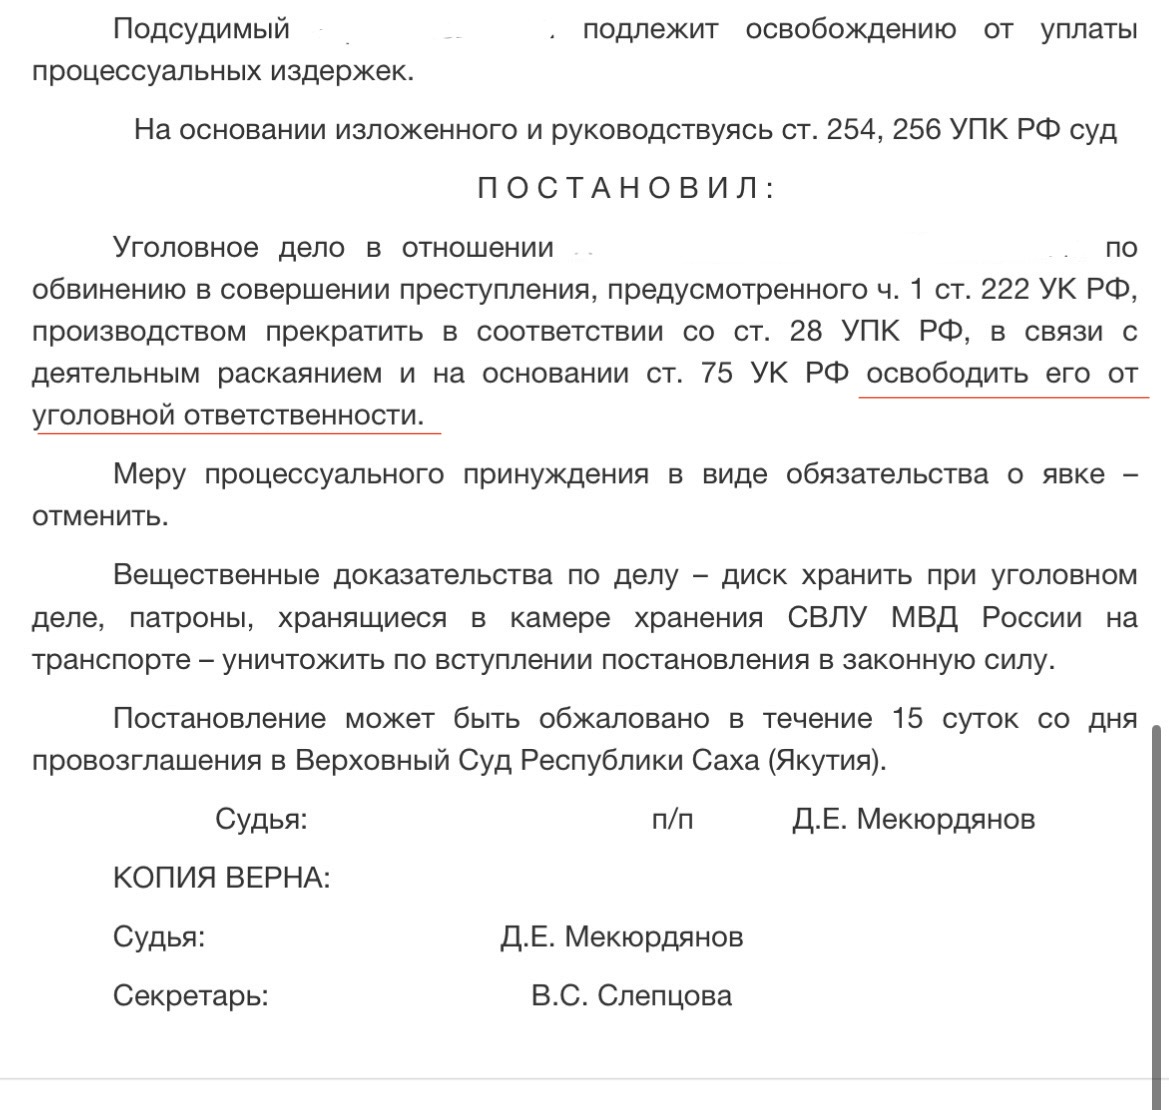 Подсудимый подлежит освобождению от уплаты
процессуальных издержек.
На основании изложенного и руководствуясь ст. 254, 256 УПК РФ суд
П О С Т А Н О В И Л :
Уголовное дело в отношении по
обвинению в совершении преступления, предусмотренного ч. 1 ст. 222 УК РФ,
производством прекратить в соответствии со ст. 28 УПК РФ, в связи с
деятельным раскаянием и на основании ст. 75 УК РФ освободить его от
уголовной ответственности.
Меру процессуального принуждения в виде обязательства о явке –
отменить.
Вещественные доказательства по делу – диск хранить при уголовном
деле, патроны, хранящиеся в камере хранения СВЛУ МВД России на
транспорте – уничтожить по вступлении постановления в законную силу.
Постановление может быть обжаловано в течение 15 суток со дня
провозглашения в Верховный Суд Республики Саха (Якутия).
Судья: п/п Д.Е. Мекюрдянов
КОПИЯ ВЕРНА:
Судья: Д.Е. Мекюрдянов
Секретарь: В.С. Слепцова